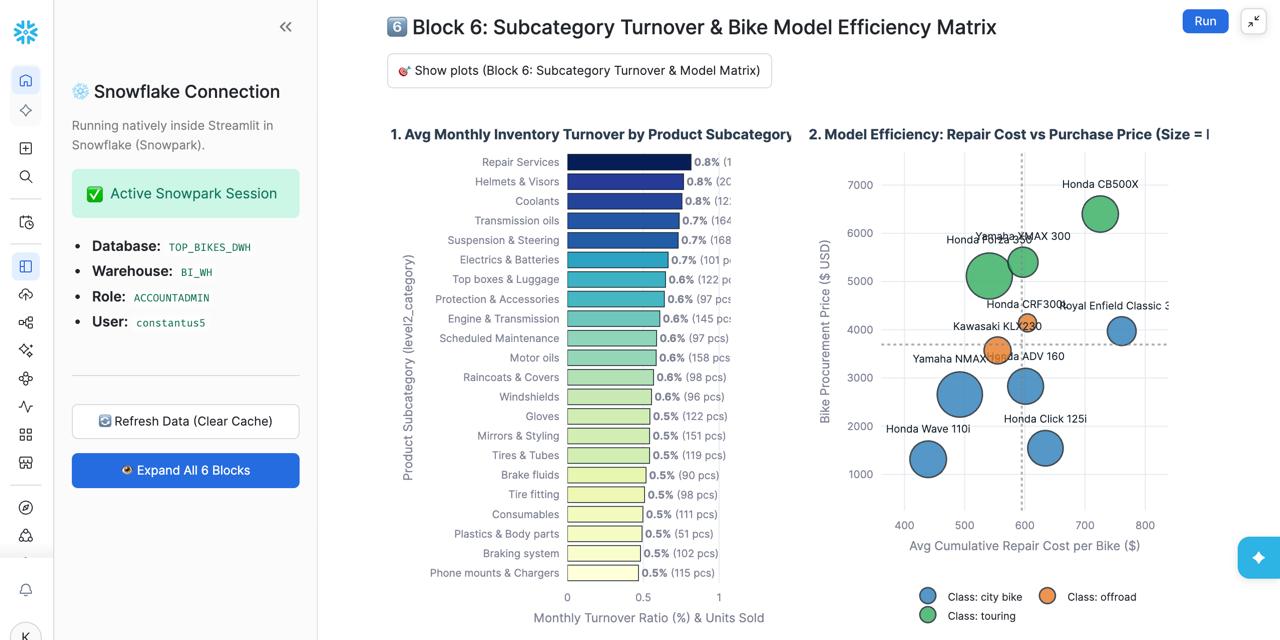 6 Block 6: Subcategory Turnover & Bike Model Efficiency Matrix
Run
🎯 Show plots (Block 6: Subcategory Turnover & Model Matrix)
Snowflake Connection
Running natively inside Streamlit in
Snowflake (Snowpark).
Active Snowpark Session
• Database: TOP_BIKES_DWH
• Warehouse: BI_WH
• Role: ACCOUNTADMIN
• User: constantus5
Refresh Data (Clear Cache)
Expand All 6 Blocks
K
1. Avg Monthly Inventory Turnover by Product Subcategory
Product Subcategory (level2_category)
Repair Services 0.8% (1
Helmets & Visors 0.8% (20
Coolants 0.8% (12
Transmission oils 0.7% (164
Suspension & Steering 0.7% (168
Electrics & Batteries 0.7% (101 p
Top boxes & Luggage 0.6% (122 pc
Protection & Accessories 0.6% (97 pcs
Engine & Transmission 0.6% (145 pcs
Scheduled Maintenance 0.6% (97 pcs)
Motor oils 0.6% (158 pcs
Raincoats & Covers 0.6% (98 pcs)
Windshields 0.6% (96 pcs)
Gloves 0.5% (122 pcs)
Mirrors & Styling 0.5% (151 pcs)
Tires & Tubes 0.5% (119 pcs)
Brake fluids 0.5% (90 pcs)
Tire fitting 0.5% (98 pcs)
Consumables 0.5% (111 pcs)
Plastics & Body parts 0.5% (51 pcs)
Braking system 0.5% (102 pcs)
Phone mounts & Chargers 0.5% (115 pcs)
0 0.5 1
Monthly Turnover Ratio (%) & Units Sold
2. Model Efficiency: Repair Cost vs Purchase Price (Size =
Bike Procurement Price ($ USD)
7000
6000
5000
4000
3000
2000
1000
Honda CB500X
Yamaha XMAX 300
Honda Forza 350
Honda CRF300L
Royal Enfield Classic 3
Kawasaki KLX230
Yamaha NMAX
Honda ADV 160
Honda Click 125i
Honda Wave 110i
400 500 600 700 800
Avg Cumulative Repair Cost per Bike ($)
Class: city bike Class: offroad
Class: touring